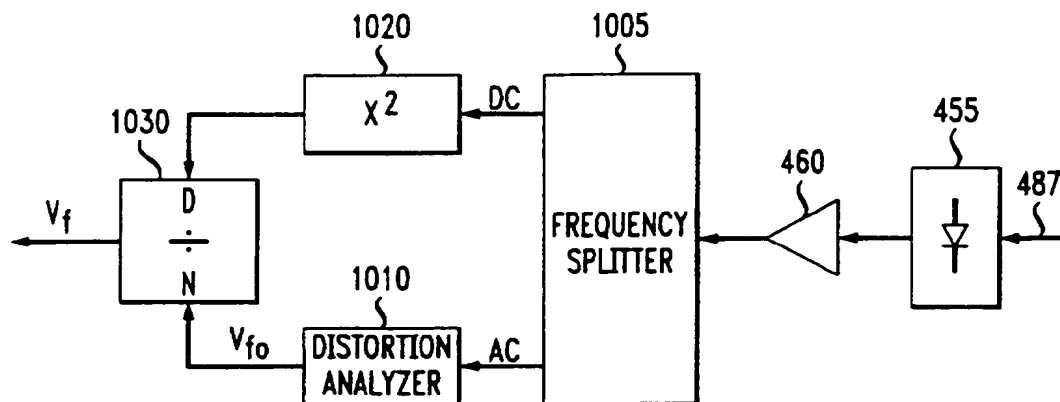 1020
1005
X²
DC
1030
455
D
÷
N
460
487
Vf
FREQUENCY
SPLITTER
1010
Vfo
DISTORTION
ANALYZER
AC